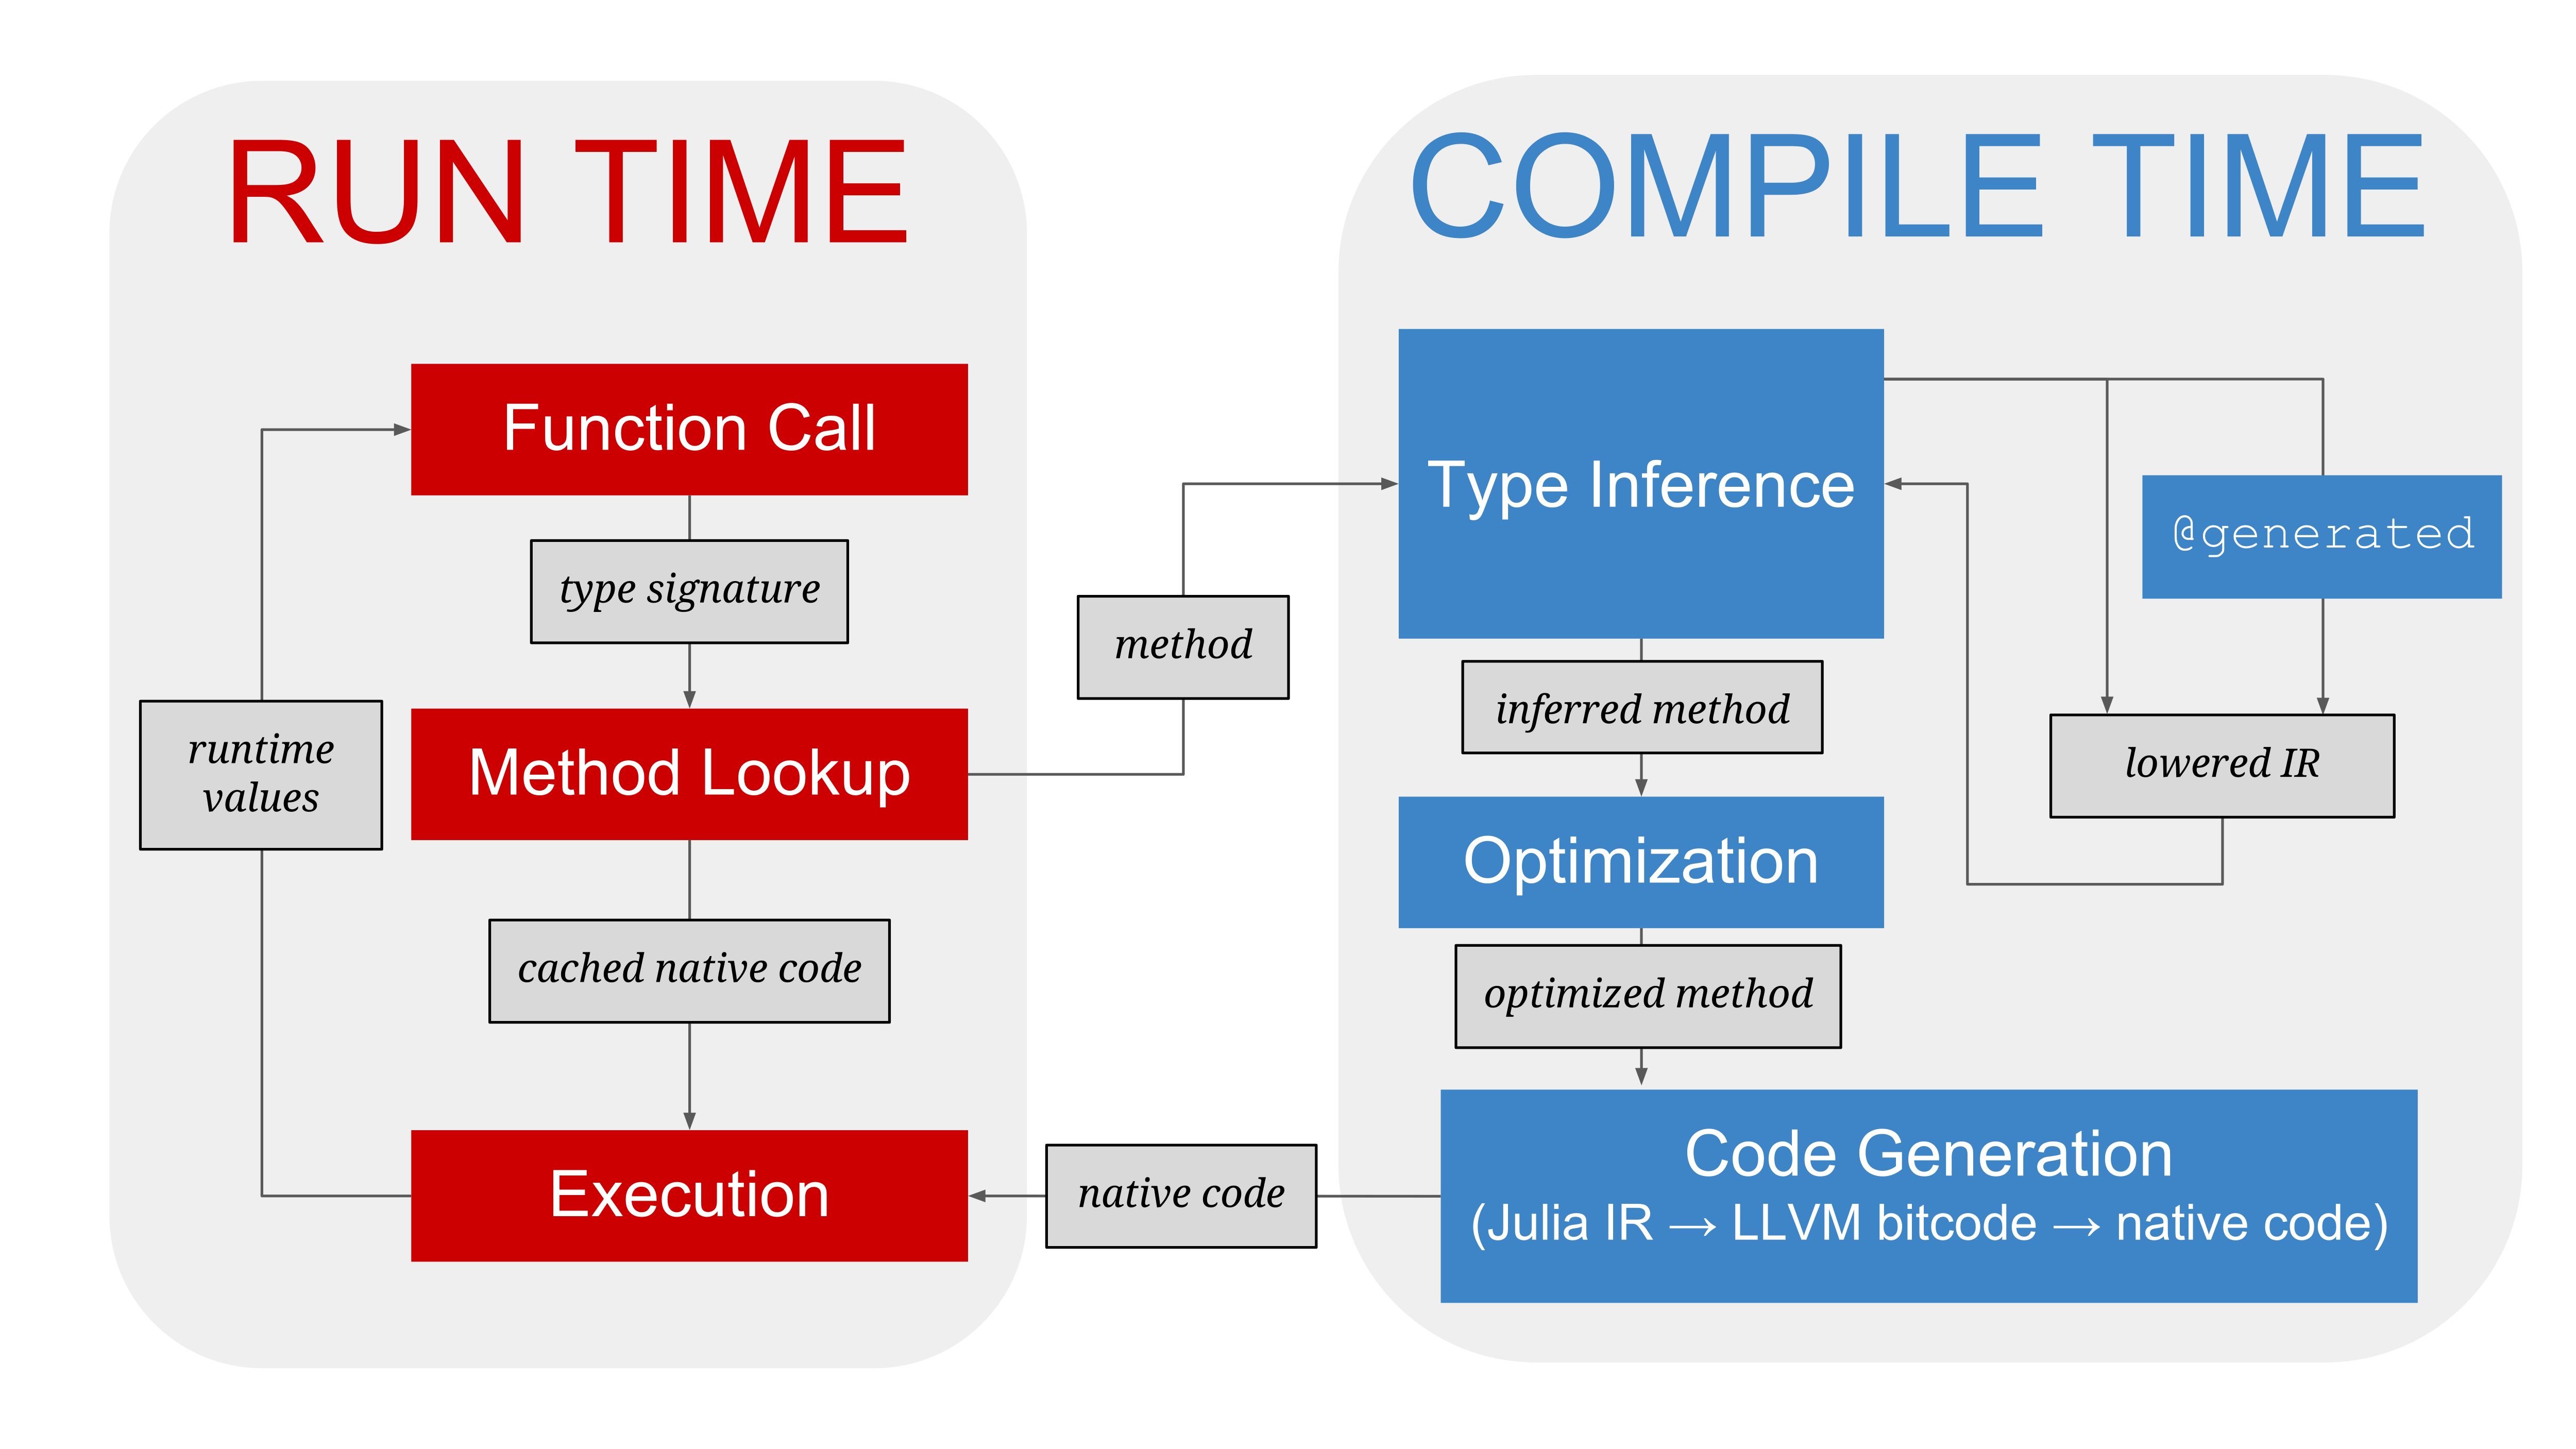 RUN TIME
Function Call
type signature
Method Lookup
runtime
values
cached native code
Execution
method
native code
COMPILE TIME
Type Inference
@generated
inferred method
lowered IR
Optimization
optimized method
Code Generation
(Julia IR → LLVM bitcode → native code)